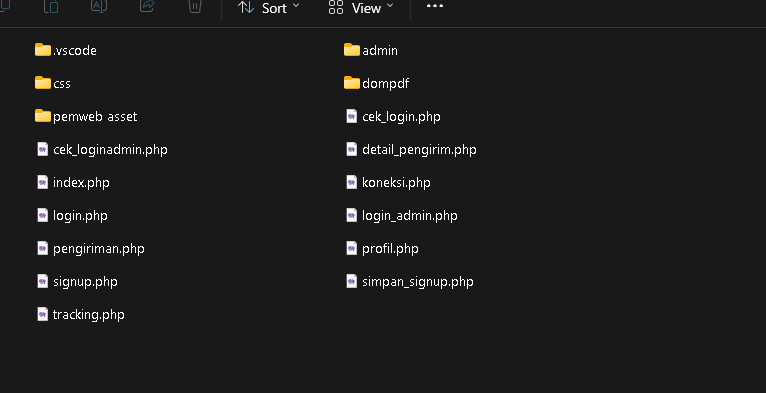 Sort View
.vscode admin
css dompdf
pemweb asset cek_login.php
cek_loginadmin.php detail_pengirim.php
index.php koneksi.php
login.php login_admin.php
pengiriman.php profil.php
signup.php simpan_signup.php
tracking.php